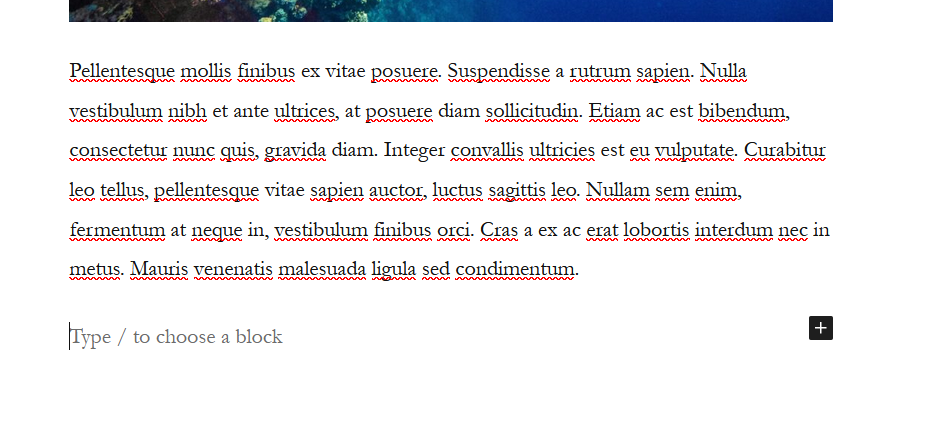 Pellentesque mollis finibus ex vitae posuere. Suspendisse a rutrum sapien. Nulla
vestibulum nibh et ante ultrices, at posuere diam sollicitudin. Etiam ac est bibendum,
consectetur nunc quis, gravida diam. Integer convallis ultricies est eu vulputate. Curabitur
leo tellus, pellentesque vitae sapien auctor, luctus sagittis leo. Nullam sem enim,
fermentum at neque in, vestibulum finibus orci. Cras a ex ac erat lobortis interdum nec in
metus. Mauris venenatis malesuada ligula sed condimentum.
Type / to choose a block